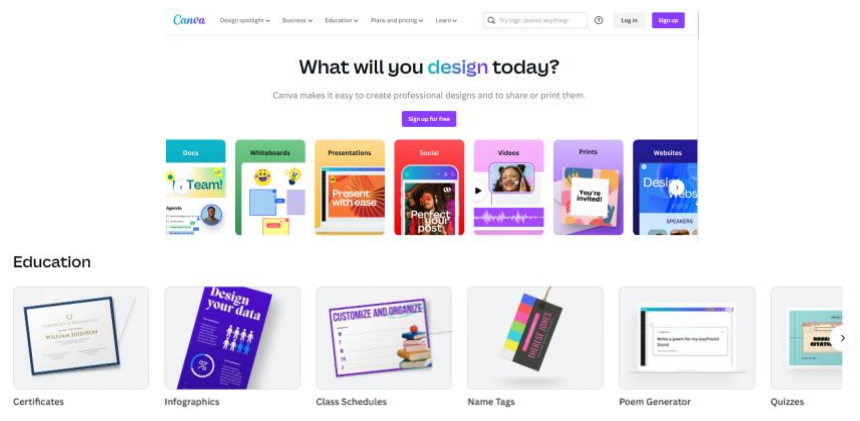 Canva Design spotlight Business Education Plans and pricing Learn Try logo, poster, anything! Log in Sign up
What will you design today?
Canva makes it easy to create professional designs and to share or print them.
Sign up for free
Docs
Team!
Agenda
Whiteboards
Presentations
Present
with ease
Social
Perfect
your
post
Videos
Prints
You're
invited!
Websites
SPEAKERS
Education
WILLIAM JOHNSON
Certificates
Design
your data
Infographics
CUSTOMIZE AND ORGANIZE
Class Schedules
THERESE JONES
Name Tags
Write a poem for my boyfriend
David
Poem Generator
Quizzes